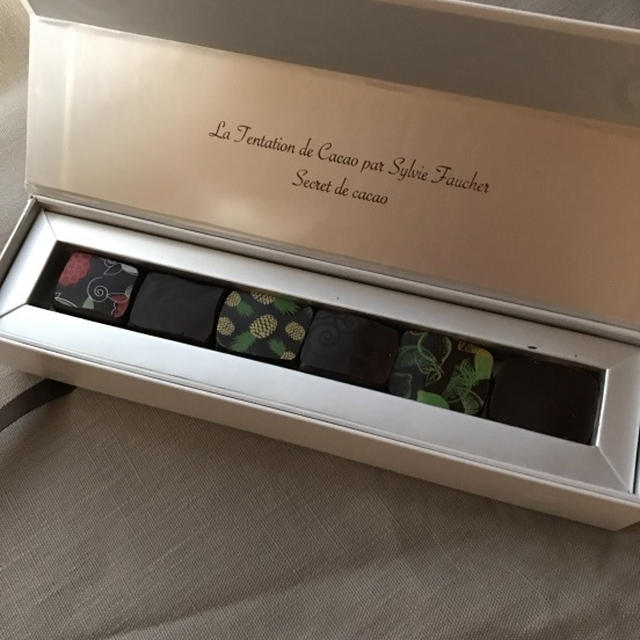 La Tentation de Cacao par Sylvie Faucher
Secret de cacao